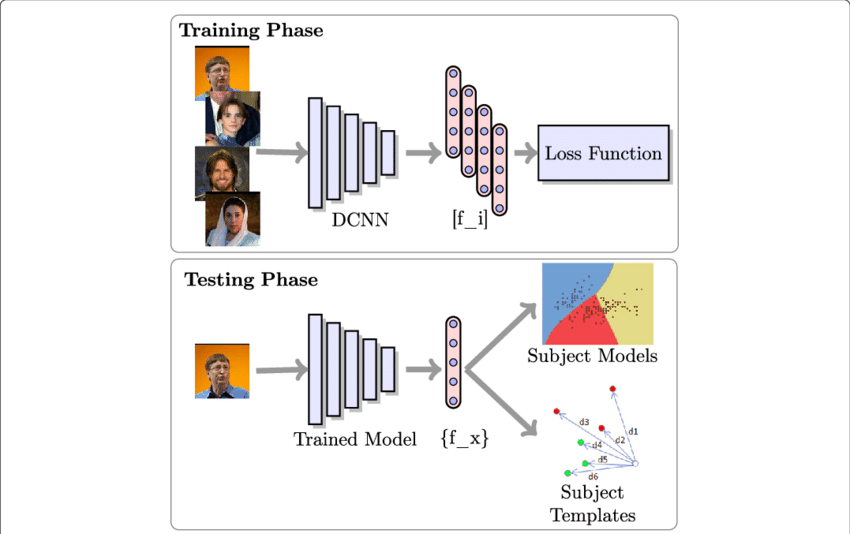 Training Phase
DCNN
[f_i]
Loss Function
Testing Phase
Trained Model
{f_x}
Subject Models
d3
d1
d2
d4
d5
d6
Subject
Templates